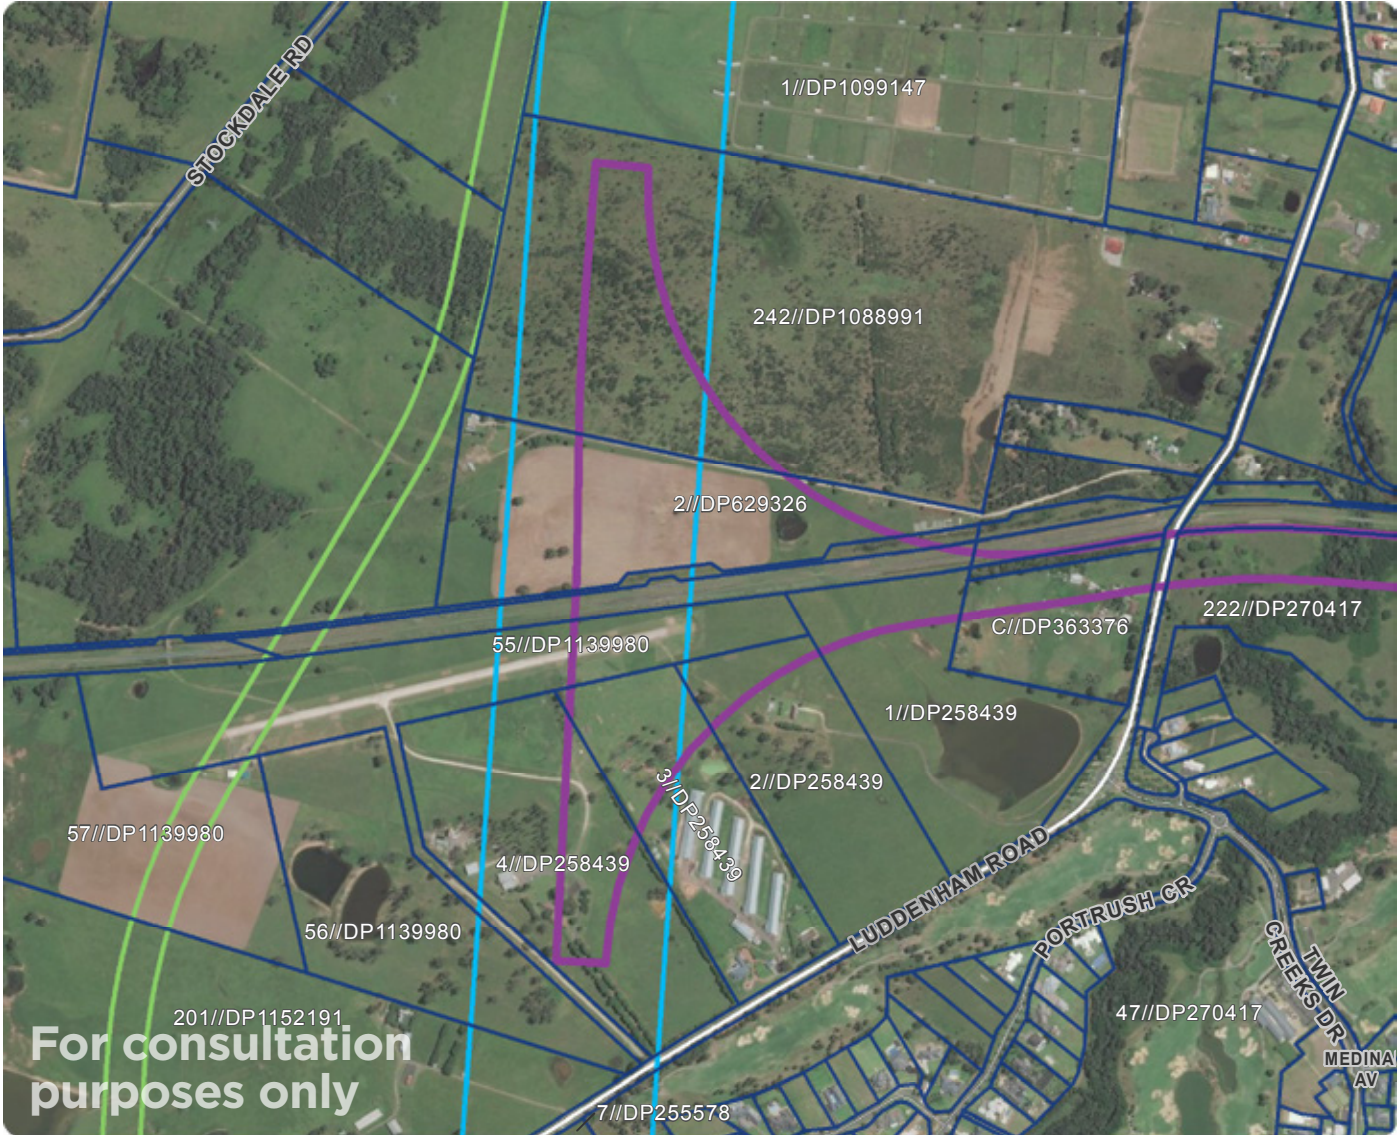 STOCKDALE RD
1//DP1099147
242//DP1088991
2//DP629326
222//DP270417
C//DP363376
55//DP1139980
1//DP258439
2//DP258439
3//DP258439
57//DP1139980
4//DP258439
LUDDENHAM ROAD
PORTRUSH CR
56//DP1139980
TWIN
CREEKS DR
47//DP270417
201//DP1152191
For consultation
purposes only
MEDINA
AV
7//DP255578